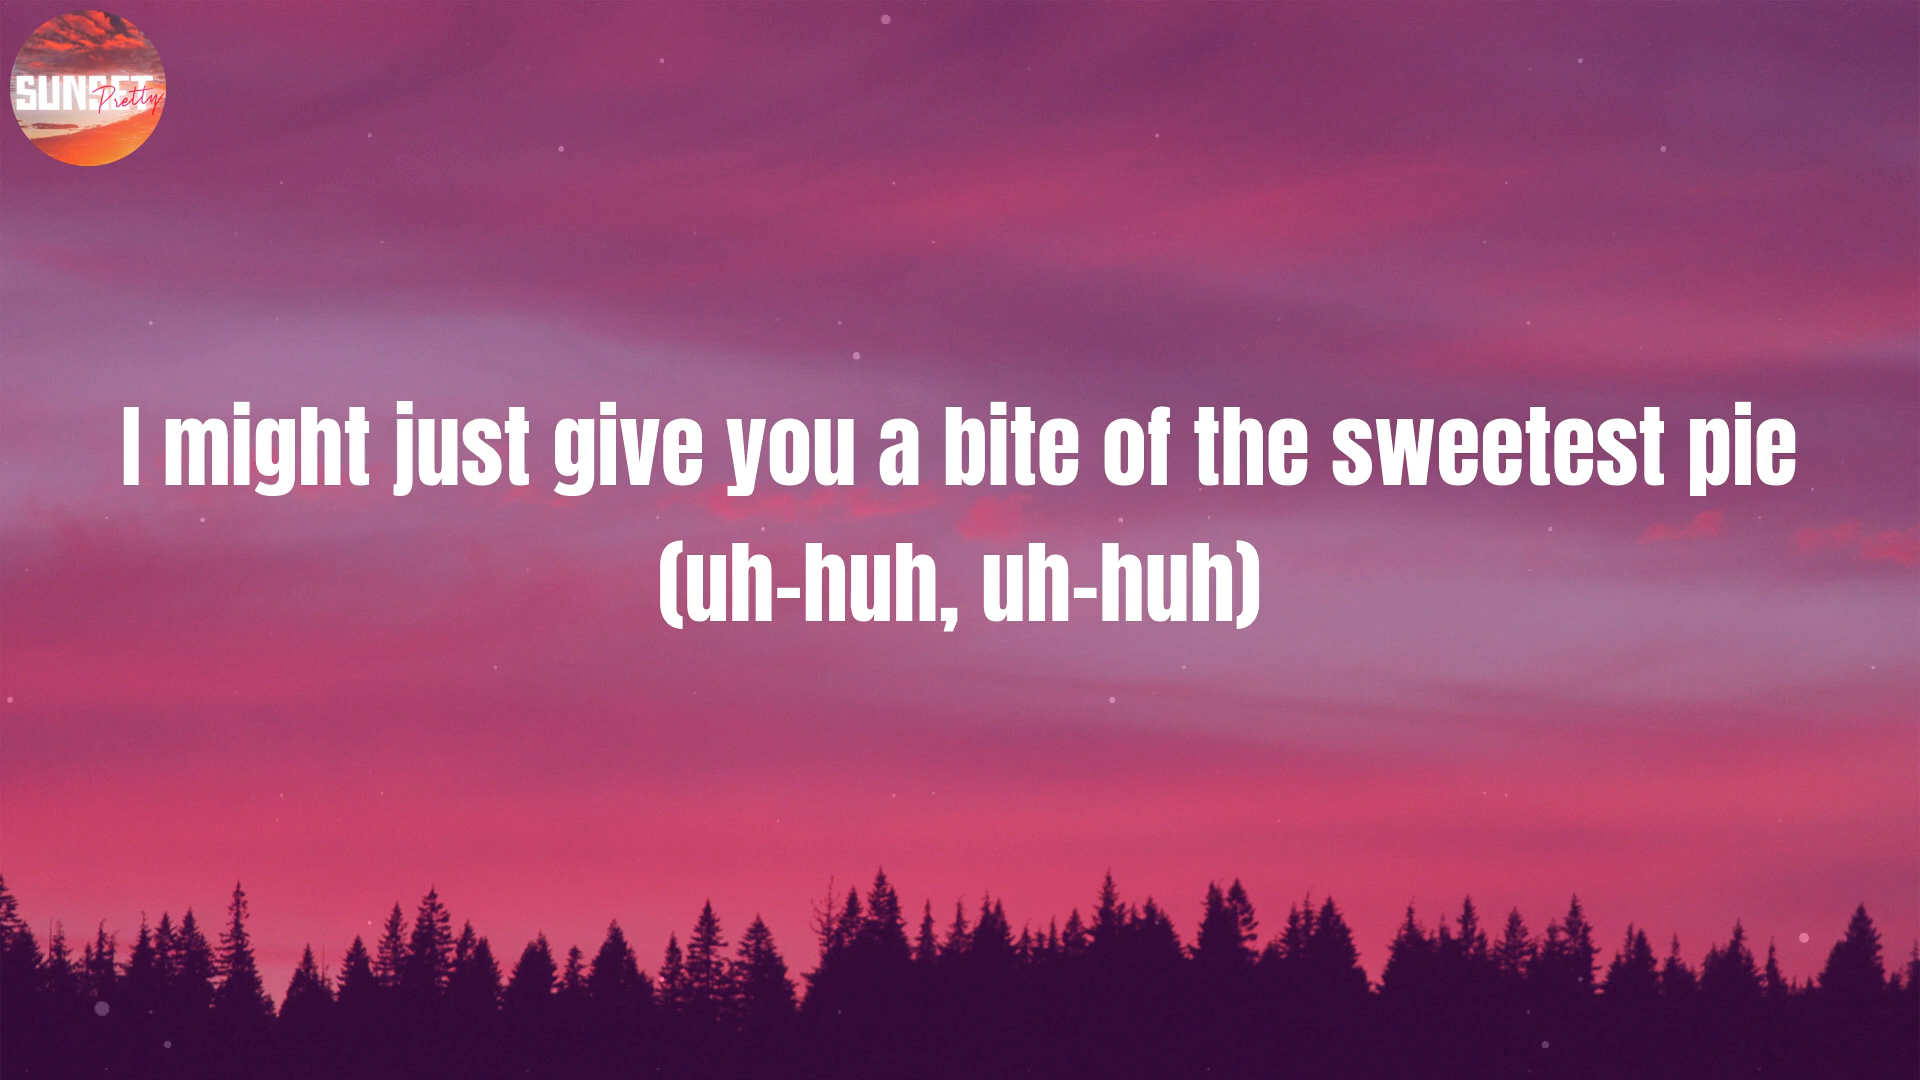 SUNSET
Pretty
I might just give you a bite of the sweetest pie
(uh-huh, uh-huh)